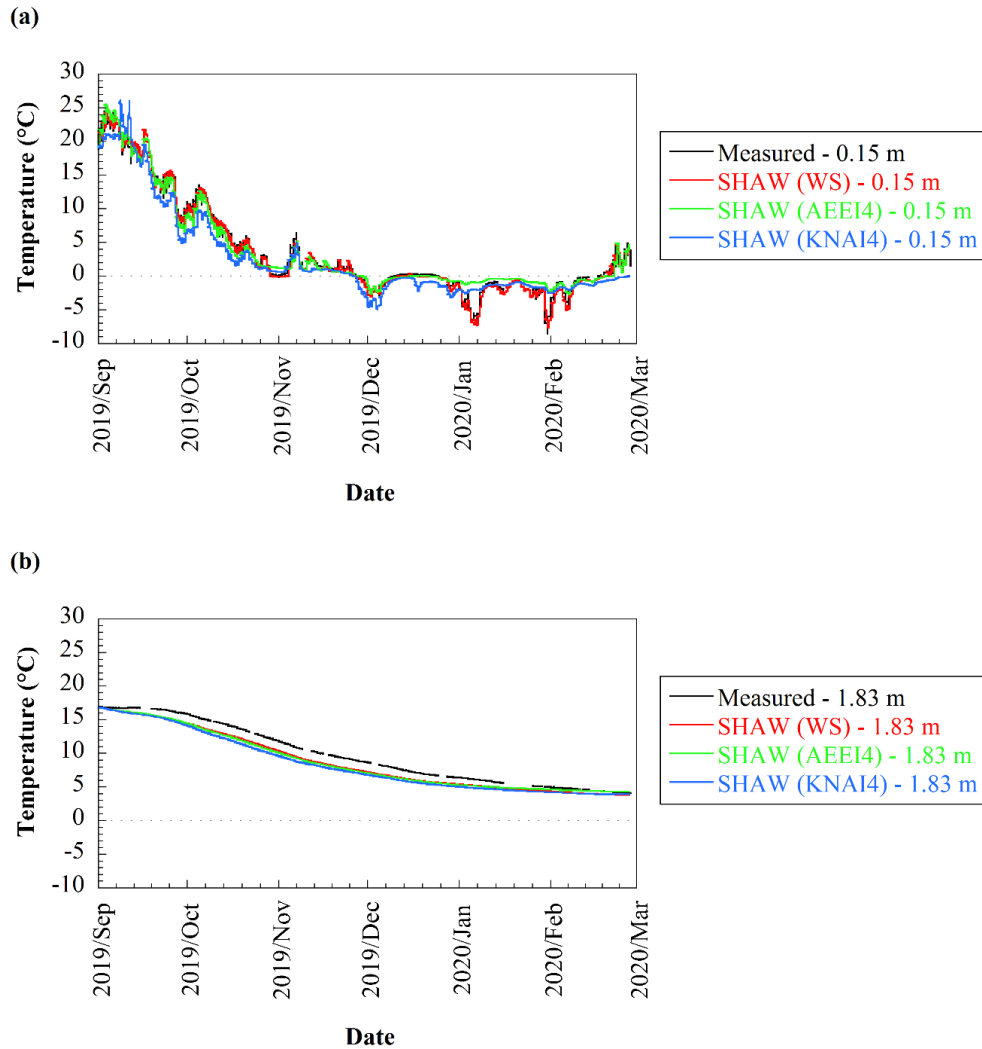 (a)
30
25
20
15
10
5
0
-5
-10
Temperature (°C)
2019/Sep
2019/Oct
2019/Nov
2019/Dec
2020/Jan
2020/Feb
2020/Mar
Date
Measured - 0.15 m
SHAW (WS) - 0.15 m
SHAW (AEEI4) - 0.15 m
SHAW (KNAI4) - 0.15 m
(b)
30
25
20
15
10
5
0
-5
-10
Temperature (°C)
2019/Sep
2019/Oct
2019/Nov
2019/Dec
2020/Jan
2020/Feb
2020/Mar
Date
Measured - 1.83 m
SHAW (WS) - 1.83 m
SHAW (AEEI4) - 1.83 m
SHAW (KNAI4) - 1.83 m